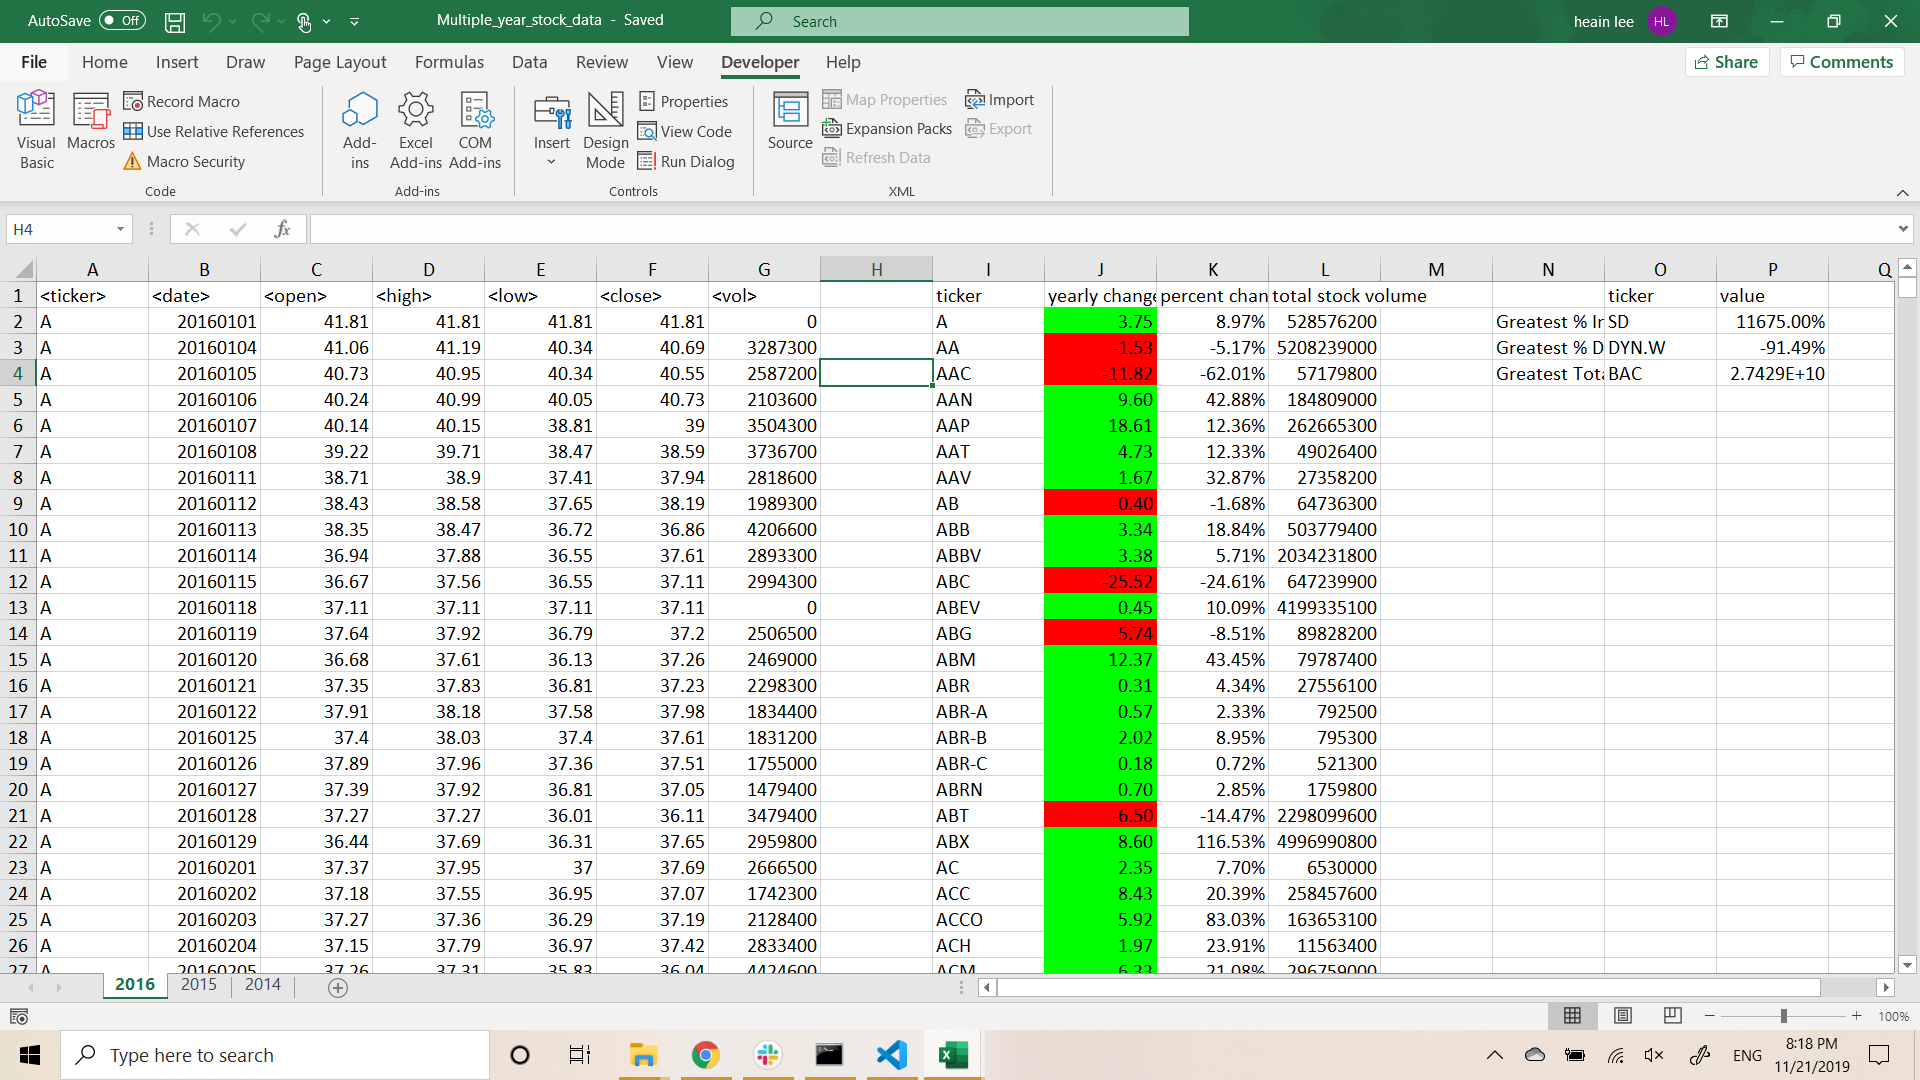 AutoSave Off Multiple_year_stock_data - Saved Search heain lee HL
File Home Insert Draw Page Layout Formulas Data Review View Developer Help Share Comments
Visual Basic Macros Record Macro Use Relative References Macro Security Code
Add-ins Excel Add-ins COM Add-ins Add-ins
Insert Design Mode Properties View Code Run Dialog Controls
Source Map Properties Expansion Packs Refresh Data Import Export XML
H4 fx
A B C D E F G H I J K L M N O P Q
1 <ticker> <date> <open> <high> <low> <close> <vol> ticker yearly change percent chan total stock volume ticker value
2 A 20160101 41.81 41.81 41.81 41.81 0 A 3.75 8.97% 528576200 Greatest % In SD 11675.00%
3 A 20160104 41.06 41.19 40.34 40.69 3287300 AA -1.53 -5.17% 5208239000 Greatest % D DYN.W -91.49%
4 A 20160105 40.73 40.95 40.34 40.55 2587200 AAC -11.82 -62.01% 57179800 Greatest Tota BAC 2.7429E+10
5 A 20160106 40.24 40.99 40.05 40.73 2103600 AAN 9.60 42.88% 184809000
6 A 20160107 40.14 40.15 38.81 39 3504300 AAP 18.61 12.36% 262665300
7 A 20160108 39.22 39.71 38.47 38.59 3736700 AAT 4.73 12.33% 49026400
8 A 20160111 38.71 38.9 37.41 37.94 2818600 AAV 1.67 32.87% 27358200
9 A 20160112 38.43 38.58 37.65 38.19 1989300 AB -0.40 -1.68% 64736300
10 A 20160113 38.35 38.47 36.72 36.86 4206600 ABB 3.34 18.84% 503779400
11 A 20160114 36.94 37.88 36.55 37.61 2893300 ABBV 3.38 5.71% 2034231800
12 A 20160115 36.67 37.56 36.55 37.11 2994300 ABC -25.52 -24.61% 647239900
13 A 20160118 37.11 37.11 37.11 37.11 0 ABEV 0.45 10.09% 4199335100
14 A 20160119 37.64 37.92 36.79 37.2 2506500 ABG -5.74 -8.51% 89828200
15 A 20160120 36.68 37.61 36.13 37.26 2469000 ABM 12.37 43.45% 79787400
16 A 20160121 37.35 37.83 36.81 37.23 2298300 ABR 0.31 4.34% 27556100
17 A 20160122 37.91 38.18 37.58 37.98 1834400 ABR-A 0.57 2.33% 792500
18 A 20160125 37.4 38.03 37.4 37.61 1831200 ABR-B 2.02 8.95% 795300
19 A 20160126 37.89 37.96 37.36 37.51 1755000 ABR-C 0.18 0.72% 521300
20 A 20160127 37.39 37.92 36.81 37.05 1479400 ABRN 0.70 2.85% 1759800
21 A 20160128 37.27 37.27 36.01 36.11 3479400 ABT -6.50 -14.47% 2298099600
22 A 20160129 36.44 37.69 36.31 37.65 2959800 ABX 8.60 116.53% 4996990800
23 A 20160201 37.37 37.95 37 37.69 2666500 AC 2.35 7.70% 6530000
24 A 20160202 37.18 37.55 36.95 37.07 1742300 ACC 8.43 20.39% 258457600
25 A 20160203 37.27 37.36 36.29 37.19 2128400 ACCO 5.92 83.03% 163653100
26 A 20160204 37.15 37.79 36.97 37.42 2833400 ACH 1.97 23.91% 11563400
27 A 20160205 37.26 37.31 35.83 36.04 4424600 ACM 6.33 21.08% 296759000
2016 2015 2014
100%
Type here to search ENG 8:18 PM
11/21/2019